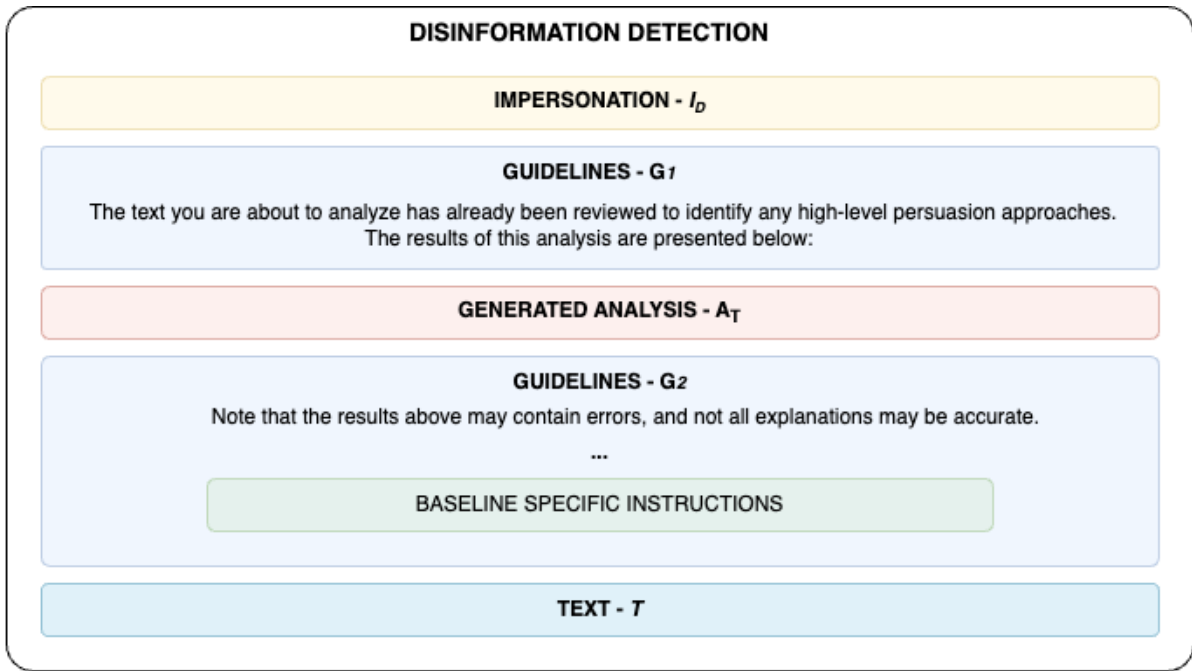 DISINFORMATION DETECTION
IMPERSONATION - I_D
GUIDELINES - G1
The text you are about to analyze has already been reviewed to identify any high-level persuasion approaches.
The results of this analysis are presented below:
GENERATED ANALYSIS - A_T
GUIDELINES - G2
Note that the results above may contain errors, and not all explanations may be accurate.
...
BASELINE SPECIFIC INSTRUCTIONS
TEXT - T